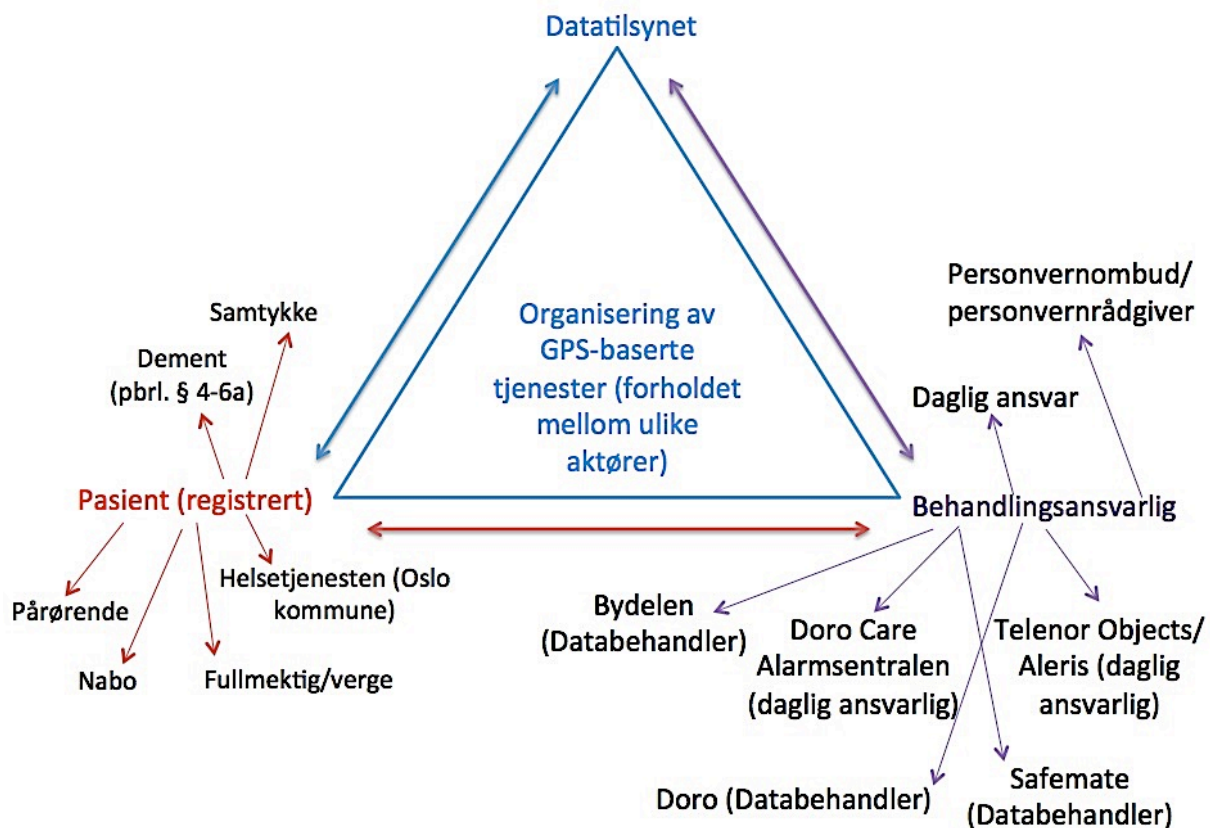 Datatilsynet
Organisering av
GPS-baserte
tjenester (forholdet
mellom ulike
aktører)
Samtykke
Dement
(pbrl. § 4-6a)
Pasient (registrert)
Pårørende
Nabo
Fullmektig/verge
Helsetjenesten (Oslo
kommune)
Personvernombud/
personvernrådgiver
Daglig ansvar
Behandlingsansvarlig
Bydelen
(Databehandler)
Doro Care
Alarmsentralen
(daglig ansvarlig)
Telenor Objects/
Aleris (daglig
ansvarlig)
Doro (Databehandler)
Safemate
(Databehandler)